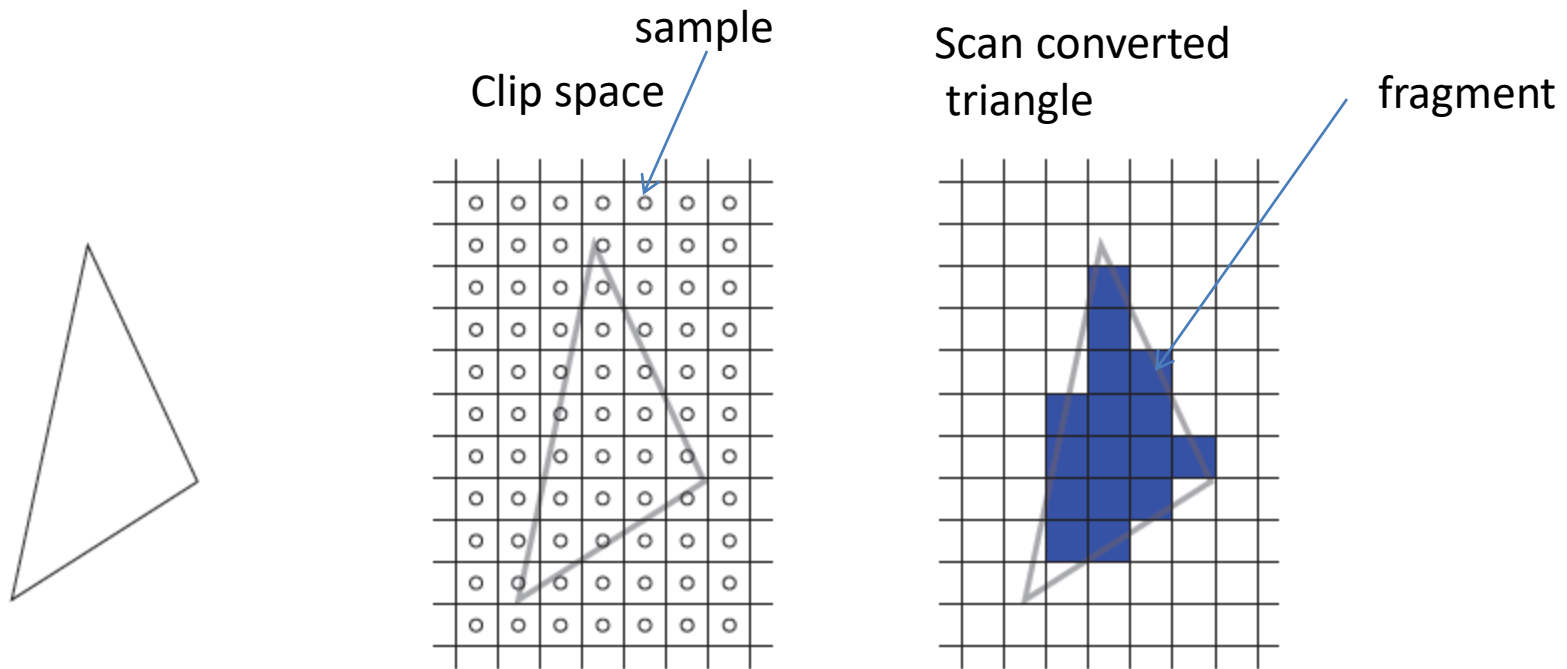 sample
Clip space
Scan converted
triangle
fragment